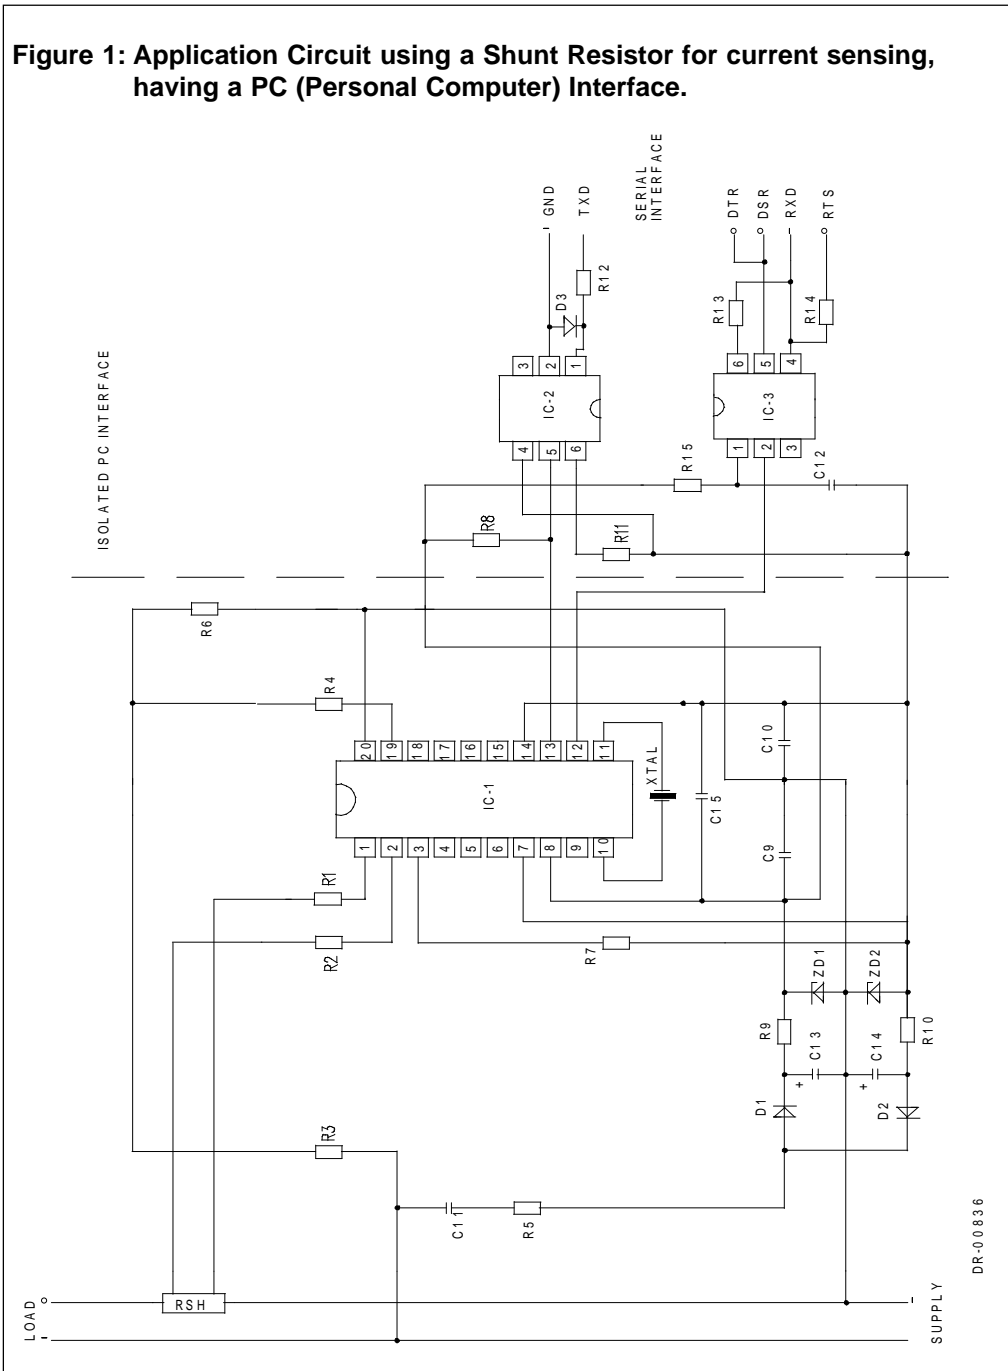 Figure 1: Application Circuit using a Shunt Resistor for current sensing,
having a PC (Personal Computer) Interface.
ISOLATED PC INTERFACE
SERIAL
INTERFACE
GND
TXD
DTR
DSR
RXD
RTS
R12
D3
R13
R14
3
2
1
IC-2
4
5
6
6
5
4
IC-3
1
2
3
R15
C12
R8
R11
R6
R4
20
19
18
17
16
15
14
13
12
11
IC-1
1
2
3
4
5
6
7
8
9
10
XTAL
C15
C10
C9
R1
R2
R7
ZD1
ZD2
R9
R10
C13
C14
+
+
D1
D2
R3
C11
R5
RSH
LOAD
SUPPLY
DR-00836